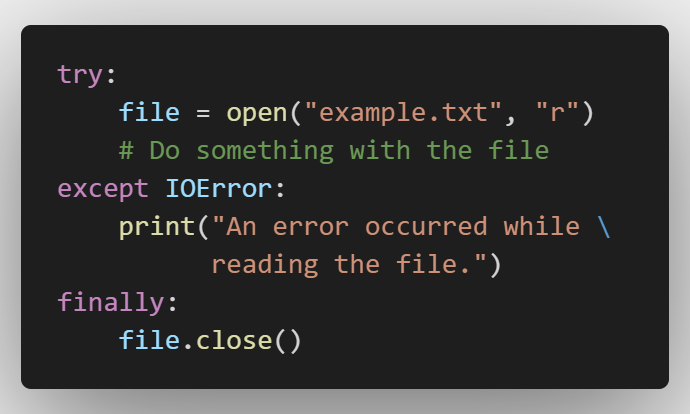 try:
    file = open("example.txt", "r")
    # Do something with the file
except IOError:
    print("An error occurred while \
          reading the file.")
finally:
    file.close()